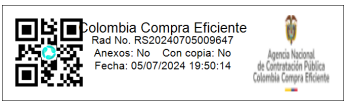 Colombia Compra Eficiente
Rad No. RS20240705009647
Anexos: No Con copia: No
Fecha: 05/07/2024 19:50:14
Agencia Nacional
de Contratación Pública
Colombia Compra Eficiente